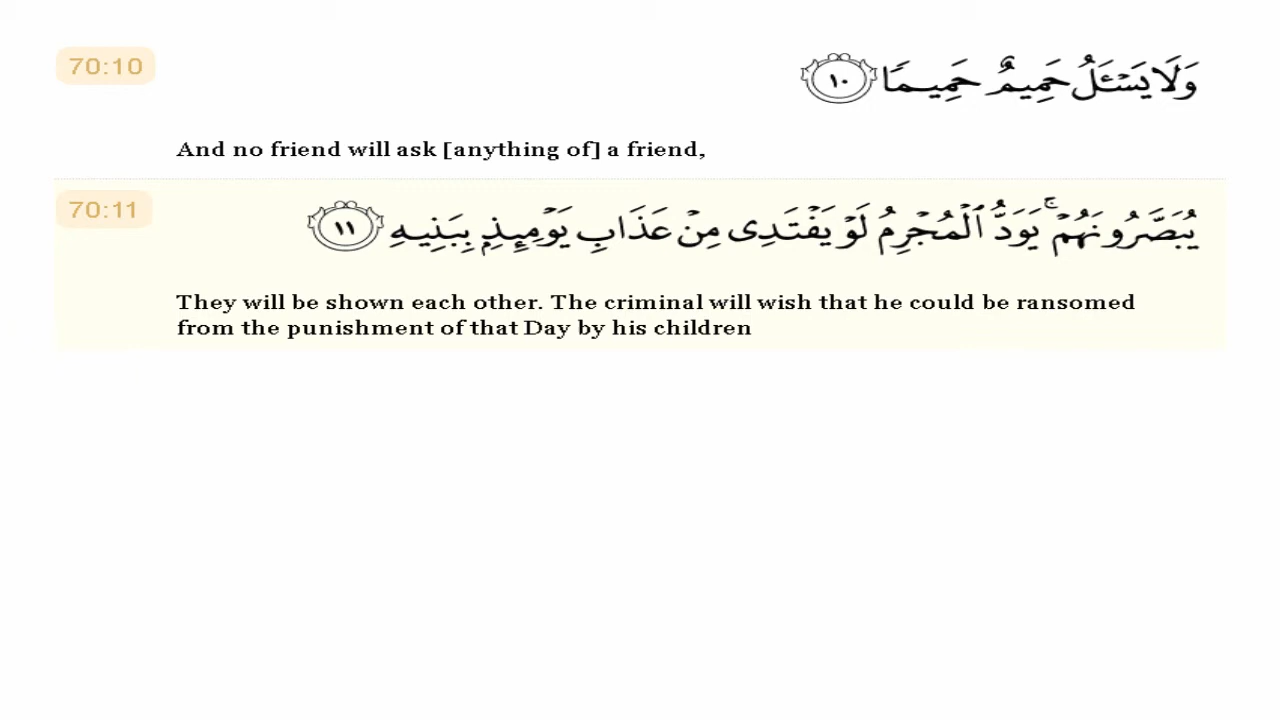 70:10
وَلَا يَسْـَٔلُ حَمِيمٌ حَمِيمًا ١٠
And no friend will ask [anything of] a friend,
70:11
يُبَصَّرُونَهُمْ ۚ يَوَدُّ ٱلْمُجْرِمُ لَوْ يَفْتَدِى مِنْ عَذَابِ يَوْمِئِذٍۭ بِبَنِيهِ ١١
They will be shown each other. The criminal will wish that he could be ransomed
from the punishment of that Day by his children